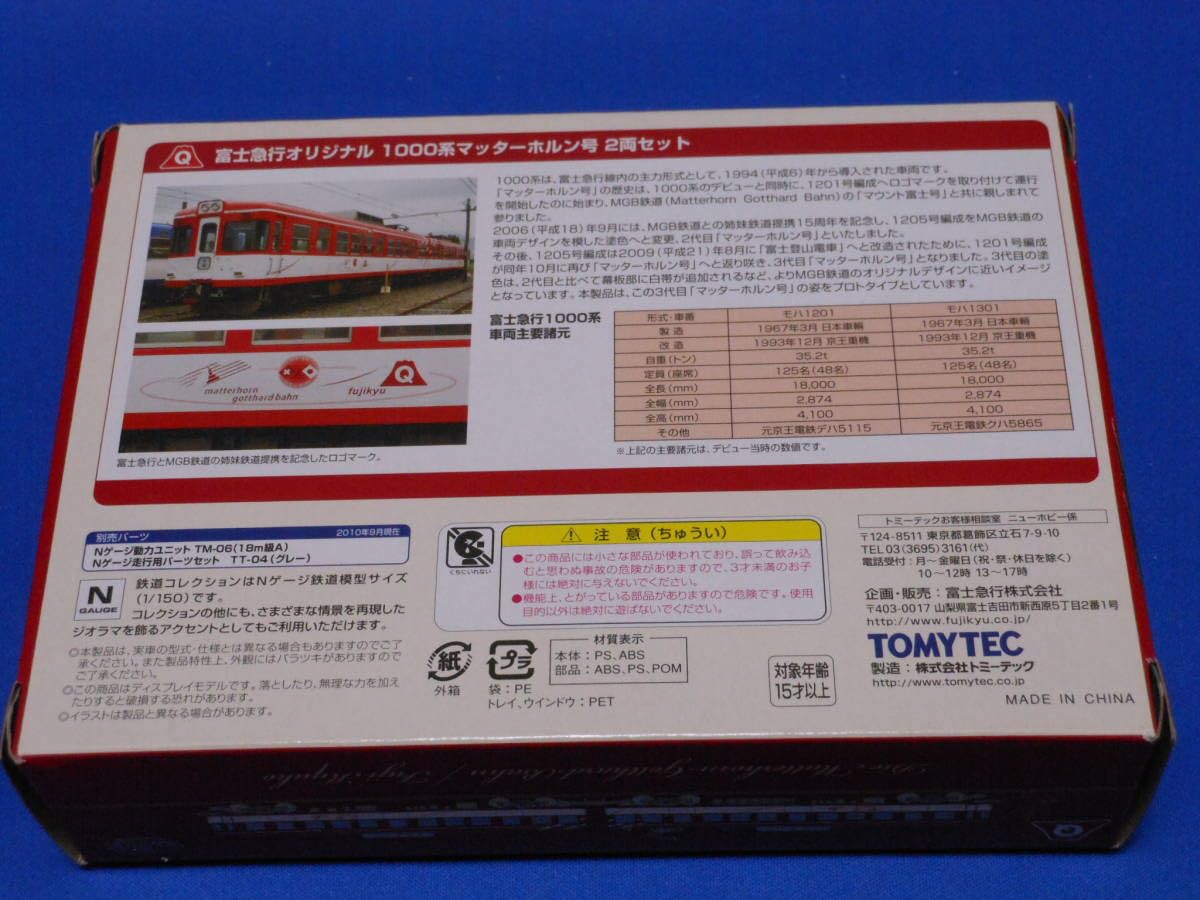 Q 富士急行オリジナル 1000系マッターホルン号 2両セット
1000系は、富士急行線内の主力形式として、1994(平成6)年から導入された車両です。
「マッターホルン号」の歴史は、1000系のデビューと同時に、1201号編成へロゴマークを取り付けて運行
を開始したのに始まり、MGB鉄道(Matterhorn Gotthard Bahn)の「マウント富士号」と共に親しまれて
参りました。
2006(平成18)年9月には、MGB鉄道との姉妹鉄道提携15周年を記念し、1205号編成をMGB鉄道の
車両デザインを模した塗色へと変更、2代目「マッターホルン号」といたしました。
その後、1205号編成は2009(平成21)年8月に「富士登山電車」へと改造されたために、1201号編成
が同年10月に再び「マッターホルン号」へと返り咲き、3代目「マッターホルン号」となりました。3代目の塗
色は、2代目と比べて幕板部に白帯が追加されるなど、よりMGB鉄道のオリジナルデザインに近いイメージ
となっています。本製品は、この3代目「マッターホルン号」の姿をプロトタイプとしています。
matterhorn
gotthard bahn
fujikyu
Q
富士急行とMGB鉄道の姉妹鉄道提携を記念したロゴマーク。
富士急行1000系
車両主要諸元
形式・車番 モハ1201 モハ1301
製造 1967年3月 日本車輌 1967年3月 日本車輌
改造 1993年12月 京王重機 1993年12月 京王重機
自重(トン) 35.2t 35.2t
定員(座席) 125名(48名) 125名(48名)
全長(mm) 18,000 18,000
全幅(mm) 2,874 2,874
全高(mm) 4,100 4,100
その他 元京王電鉄デハ5115 元京王電鉄クハ5865
※上記の主要諸元は、デビュー当時の数値です。
別売パーツ 2010年9月現在
Nゲージ動力ユニット TM-06(18m級A)
Nゲージ走行用パーツセット TT-04(グレー)
N
GAUGE
鉄道コレクションはNゲージ鉄道模型サイズ
(1/150)です。
コレクションの他にも、さまざまな情景を再現した
ジオラマを飾るアクセントとしてもご利用いただけます。
◎本製品は、実車の型式・仕様とは異なる場合もありますのでご了
承ください。また製品特性上、外観にはバラツキがありますので
ご了承ください。
◎この商品はディスプレイモデルです。落としたり、無理な力を加え
たりすると破損する恐れがあります。
◎イラストは製品と異なる場合があります。
くちにいれない
注意(ちゅうい)
●この商品には小さな部品が使われており、誤って飲み込
むと思わぬ事故の危険がありますので、3才未満のお子
様には絶対に与えないでください。
●機能上、とがっている部品がありますので危険です。使用
目的以外は絶対に遊ばないでください。
紙
外箱
プラ
袋:PE
トレイ、ウインドウ:PET
材質表示
本体:PS、ABS
部品:ABS、PS、POM
対象年齢
15才以上
トミーテックお客様相談室 ニューホビー係
〒124-8511 東京都葛飾区立石7-9-10
TEL 03(3695)3161(代)
電話受付:月~金曜日(祝・祭・休日を除く)
10~12時 13~17時
企画・販売:富士急行株式会社
〒403-0017 山梨県富士吉田市新西原5丁目2番1号
http://www.fujikyu.co.jp/
TOMYTEC
製造:株式会社トミーテック
http://www.tomytec.co.jp
MADE IN CHINA
Die Matterhorn-Gotthard-Bahn / Fuji Kyuko
Q